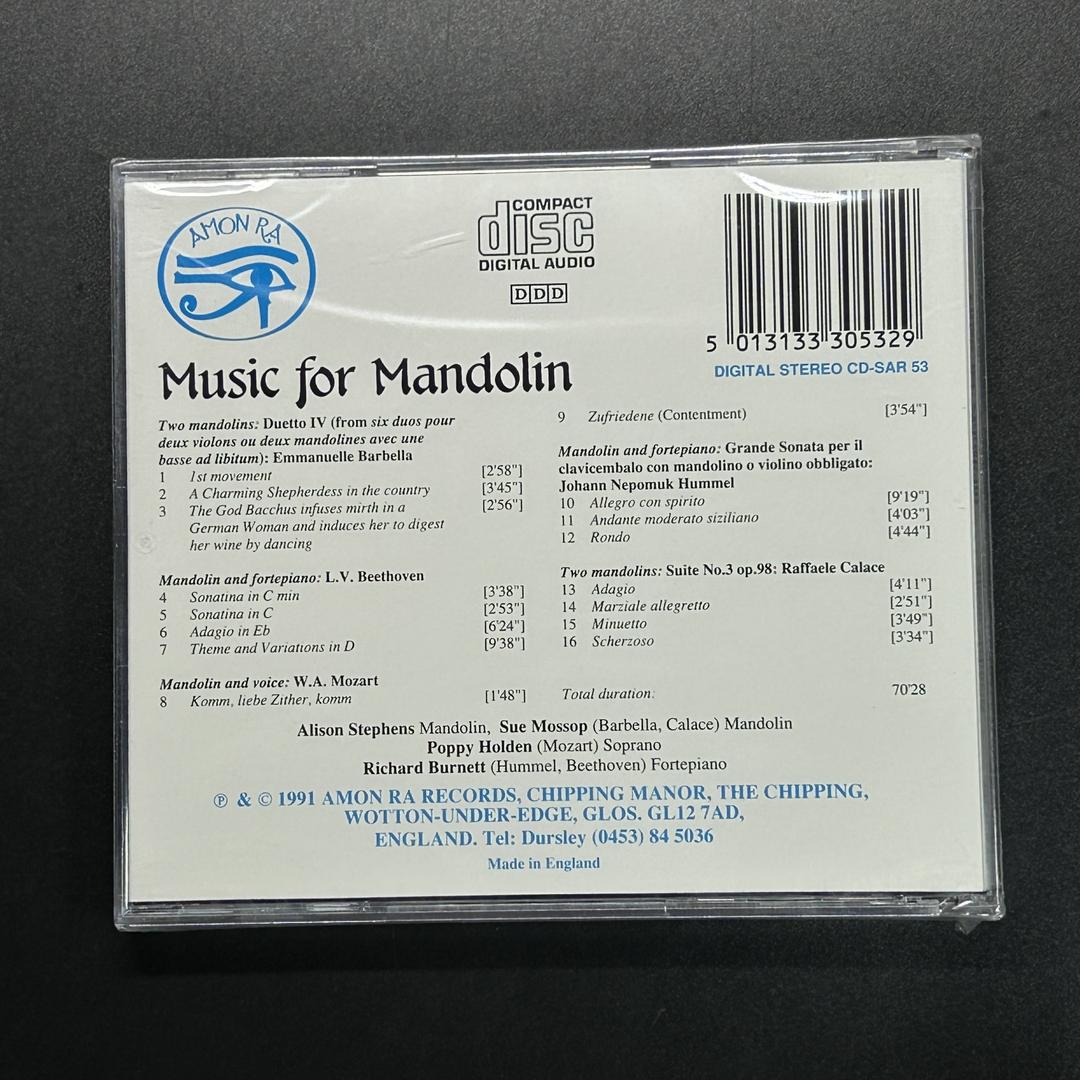 AMON RA
COMPACT
disc
DIGITAL AUDIO
DDD
5 013133 305329
DIGITAL STEREO CD-SAR 53
Music for Mandolin
Two mandolins: Duetto IV (from six duos pour
deux violons ou deux mandolines avec une
basse ad libitum): Emmanuelle Barbella
1 1st movement [2'58"]
2 A Charming Shepherdess in the country [3'45"]
3 The God Bacchus infuses mirth in a [2'56"]
German Woman and induces her to digest
her wine by dancing
Mandolin and fortepiano: L.V. Beethoven
4 Sonatina in C min [3'38"]
5 Sonatina in C [2'53"]
6 Adagio in Eb [6'24"]
7 Theme and Variations in D [9'38"]
Mandolin and voice: W.A. Mozart
8 Komm, liebe Zither, komm [1'48"]
9 Zufriedene (Contentment) [3'54"]
Mandolin and fortepiano: Grande Sonata per il
clavicembalo con mandolino o violino obbligato:
Johann Nepomuk Hummel
10 Allegro con spirito [9'19"]
11 Andante moderato siziliano [4'03"]
12 Rondo [4'44"]
Two mandolins: Suite No.3 op.98: Raffaele Calace
13 Adagio [4'11"]
14 Marziale allegretto [2'51"]
15 Minuetto [3'49"]
16 Scherzoso [3'34"]
Total duration: 70'28
Alison Stephens Mandolin, Sue Mossop (Barbella, Calace) Mandolin
Poppy Holden (Mozart) Soprano
Richard Burnett (Hummel, Beethoven) Fortepiano
℗ & © 1991 AMON RA RECORDS, CHIPPING MANOR, THE CHIPPING,
WOTTON-UNDER-EDGE, GLOS. GL12 7AD,
ENGLAND. Tel: Dursley (0453) 84 5036
Made in England